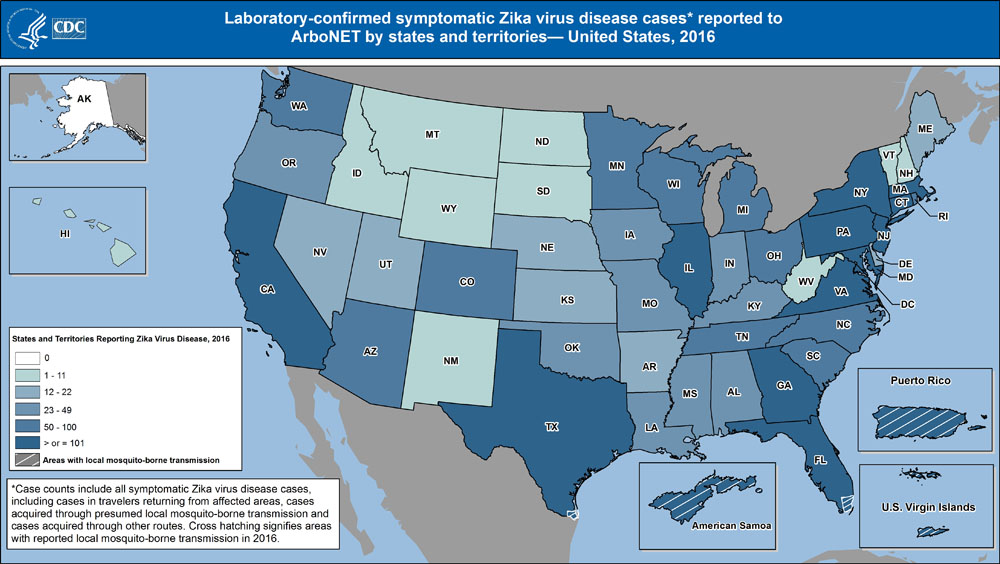 CDC
Laboratory-confirmed symptomatic Zika virus disease cases* reported to
ArboNET by states and territories— United States, 2016
AK
HI
WA
OR
CA
NV
ID
MT
WY
UT
AZ
CO
NM
ND
SD
NE
KS
OK
TX
MN
IA
MO
AR
LA
WI
IL
MI
IN
OH
KY
TN
MS
AL
GA
FL
SC
NC
VA
WV
PA
NY
VT
NH
ME
MA
CT
RI
NJ
DE
MD
DC
States and Territories Reporting Zika Virus Disease, 2016
0
1 - 11
12 - 22
23 - 49
50 - 100
> or = 101
Areas with local mosquito-borne transmission
*Case counts include all symptomatic Zika virus disease cases,
including cases in travelers returning from affected areas, cases
acquired through presumed local mosquito-borne transmission and
cases acquired through other routes. Cross hatching signifies areas
with reported local mosquito-borne transmission in 2016.
Puerto Rico
American Samoa
U.S. Virgin Islands